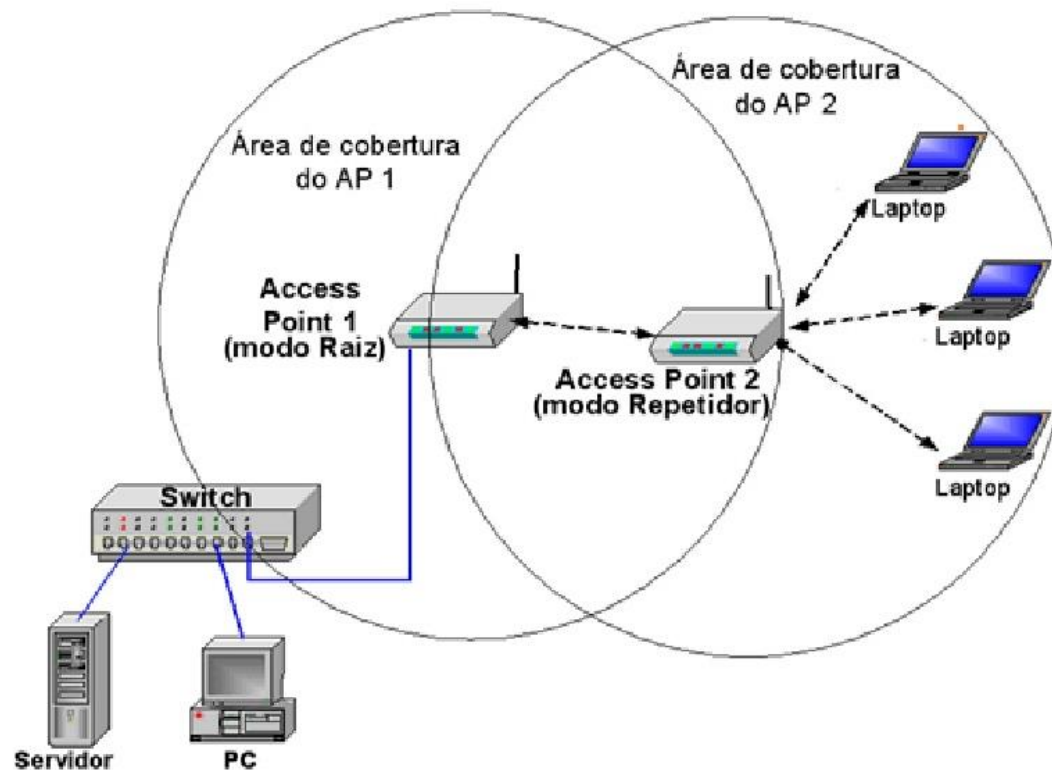 Área de cobertura
do AP 1
Área de cobertura
do AP 2
Laptop
Access
Point 1
(modo Raiz)
Laptop
Access Point 2
(modo Repetidor)
Laptop
Switch
Servidor
PC